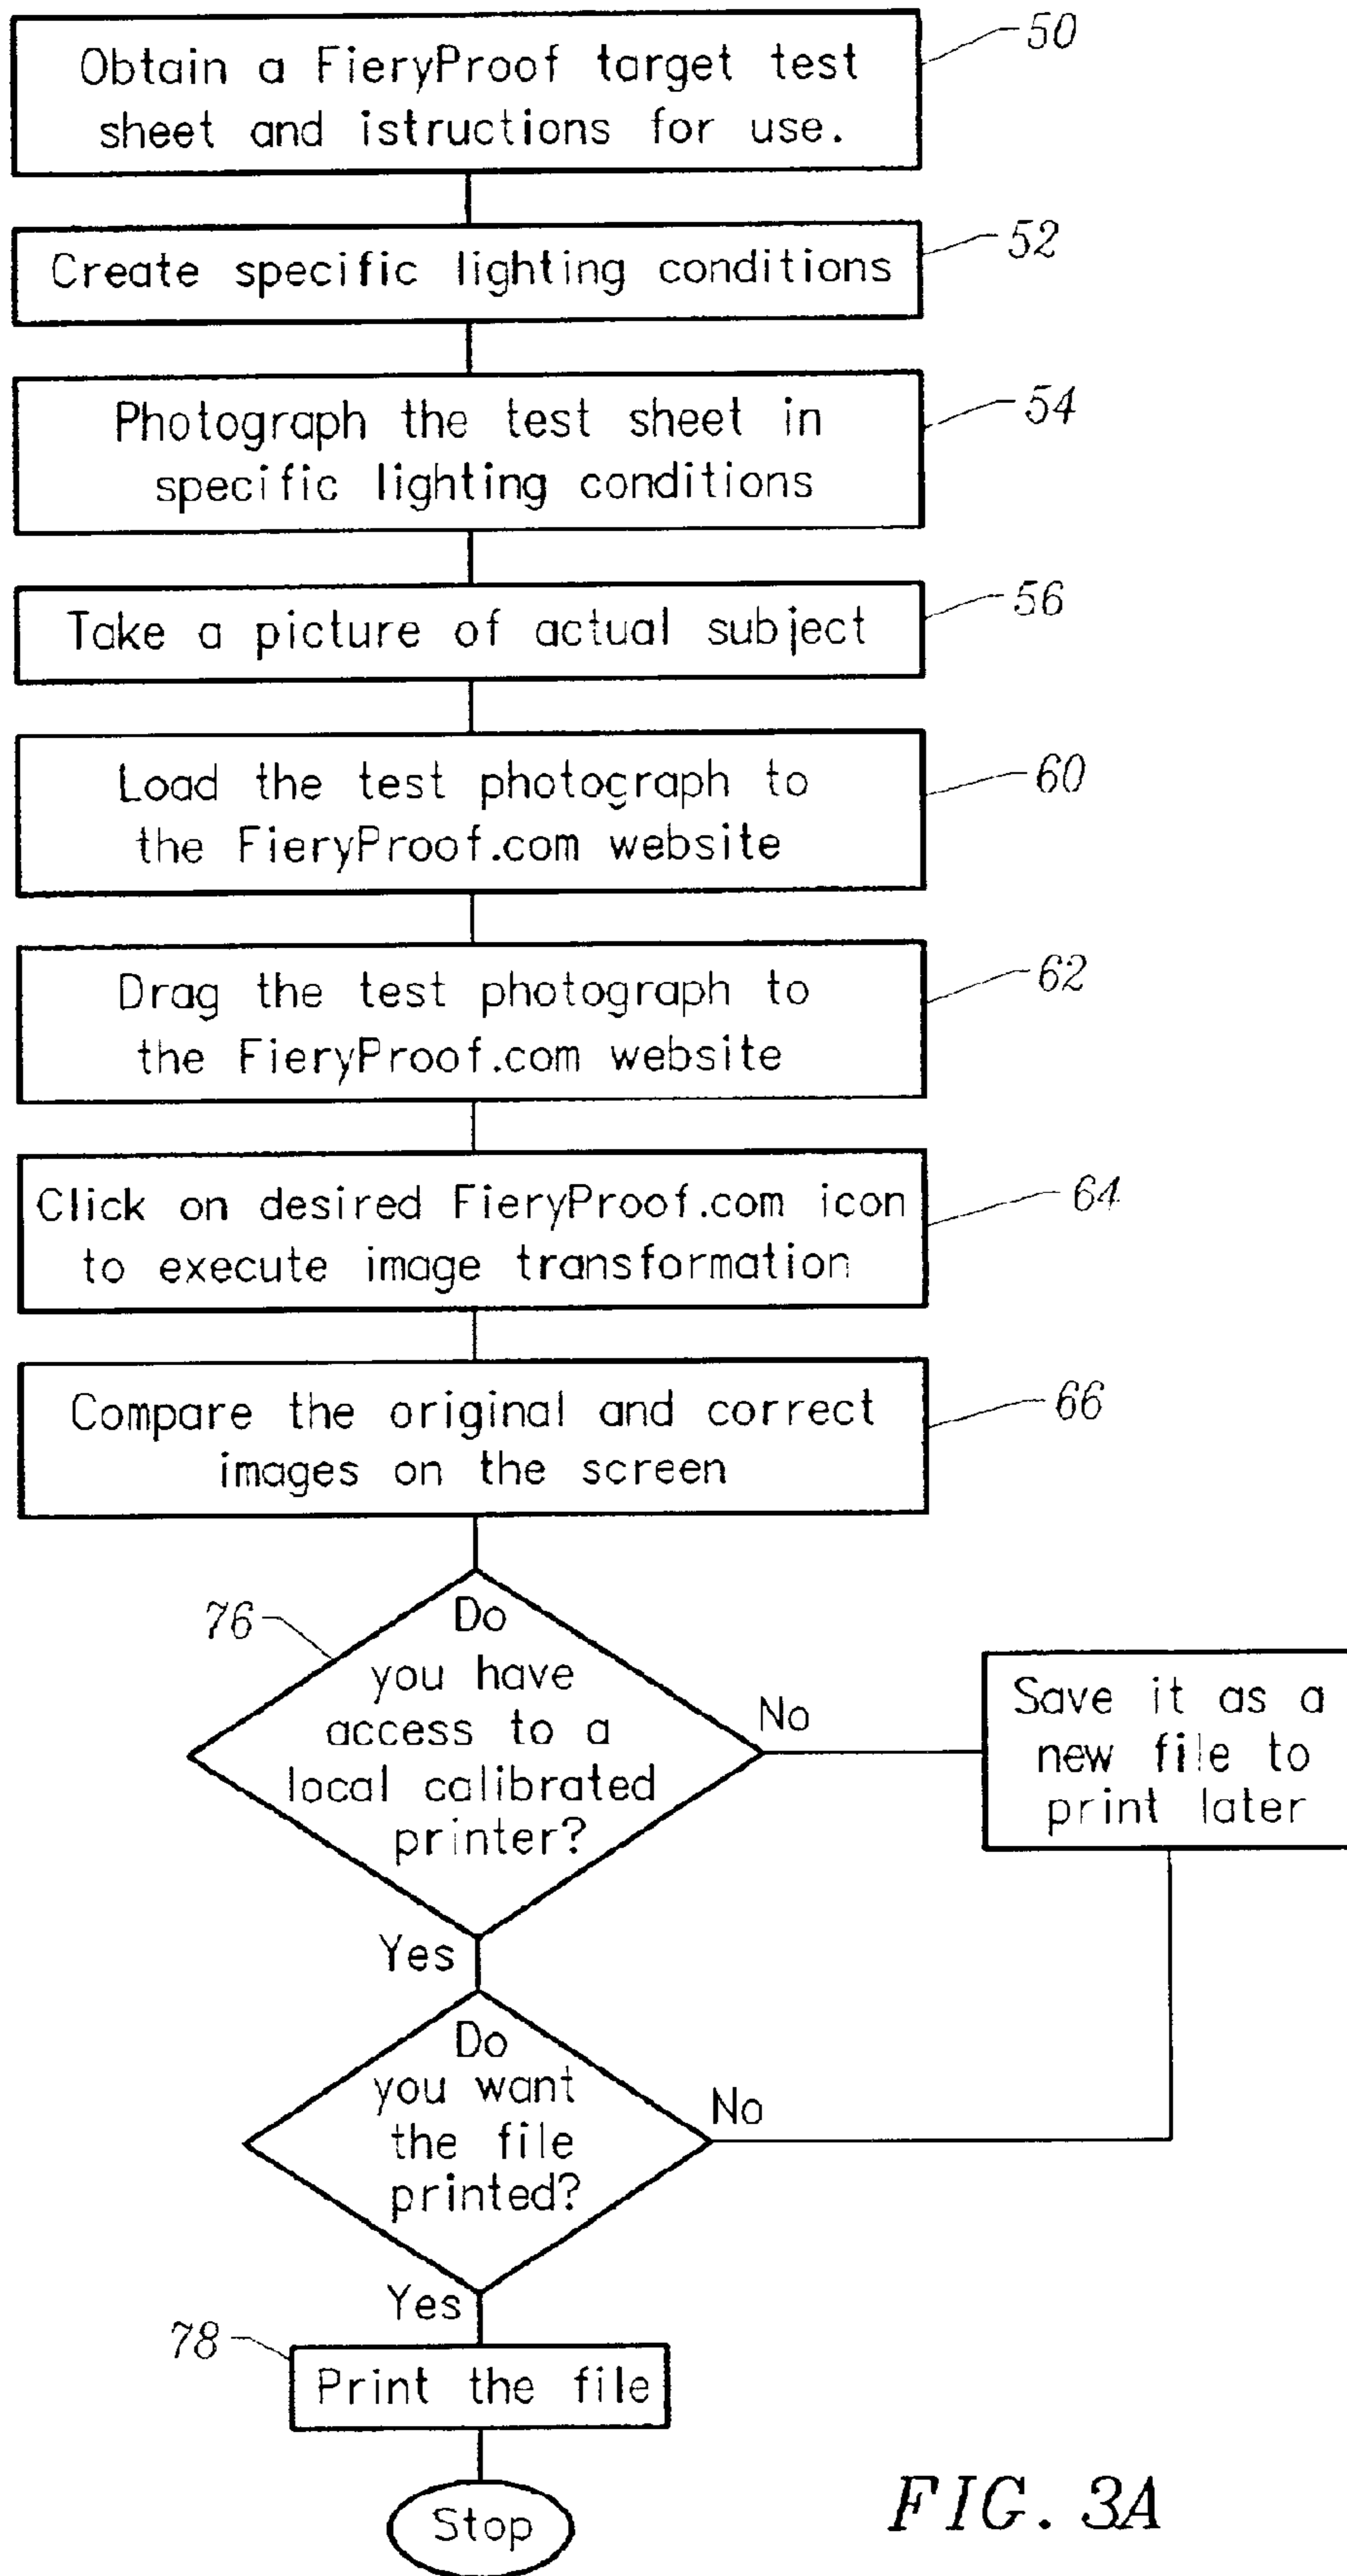 50
Obtain a FieryProof target test
sheet and istructions for use.
52
Create specific lighting conditions
54
Photograph the test sheet in
specific lighting conditions
56
Take a picture of actual subject
60
Load the test photograph to
the FieryProof.com website
62
Drag the test photograph to
the FieryProof.com website
64
Click on desired FieryProof.com icon
to execute image transformation
66
Compare the original and correct
images on the screen
76
Do
you have
access to a
local calibrated
printer?
No
Save it as a
new file to
print later
Yes
Do
you want
the file
printed?
No
Yes
78
Print the file
Stop
FIG. 3A